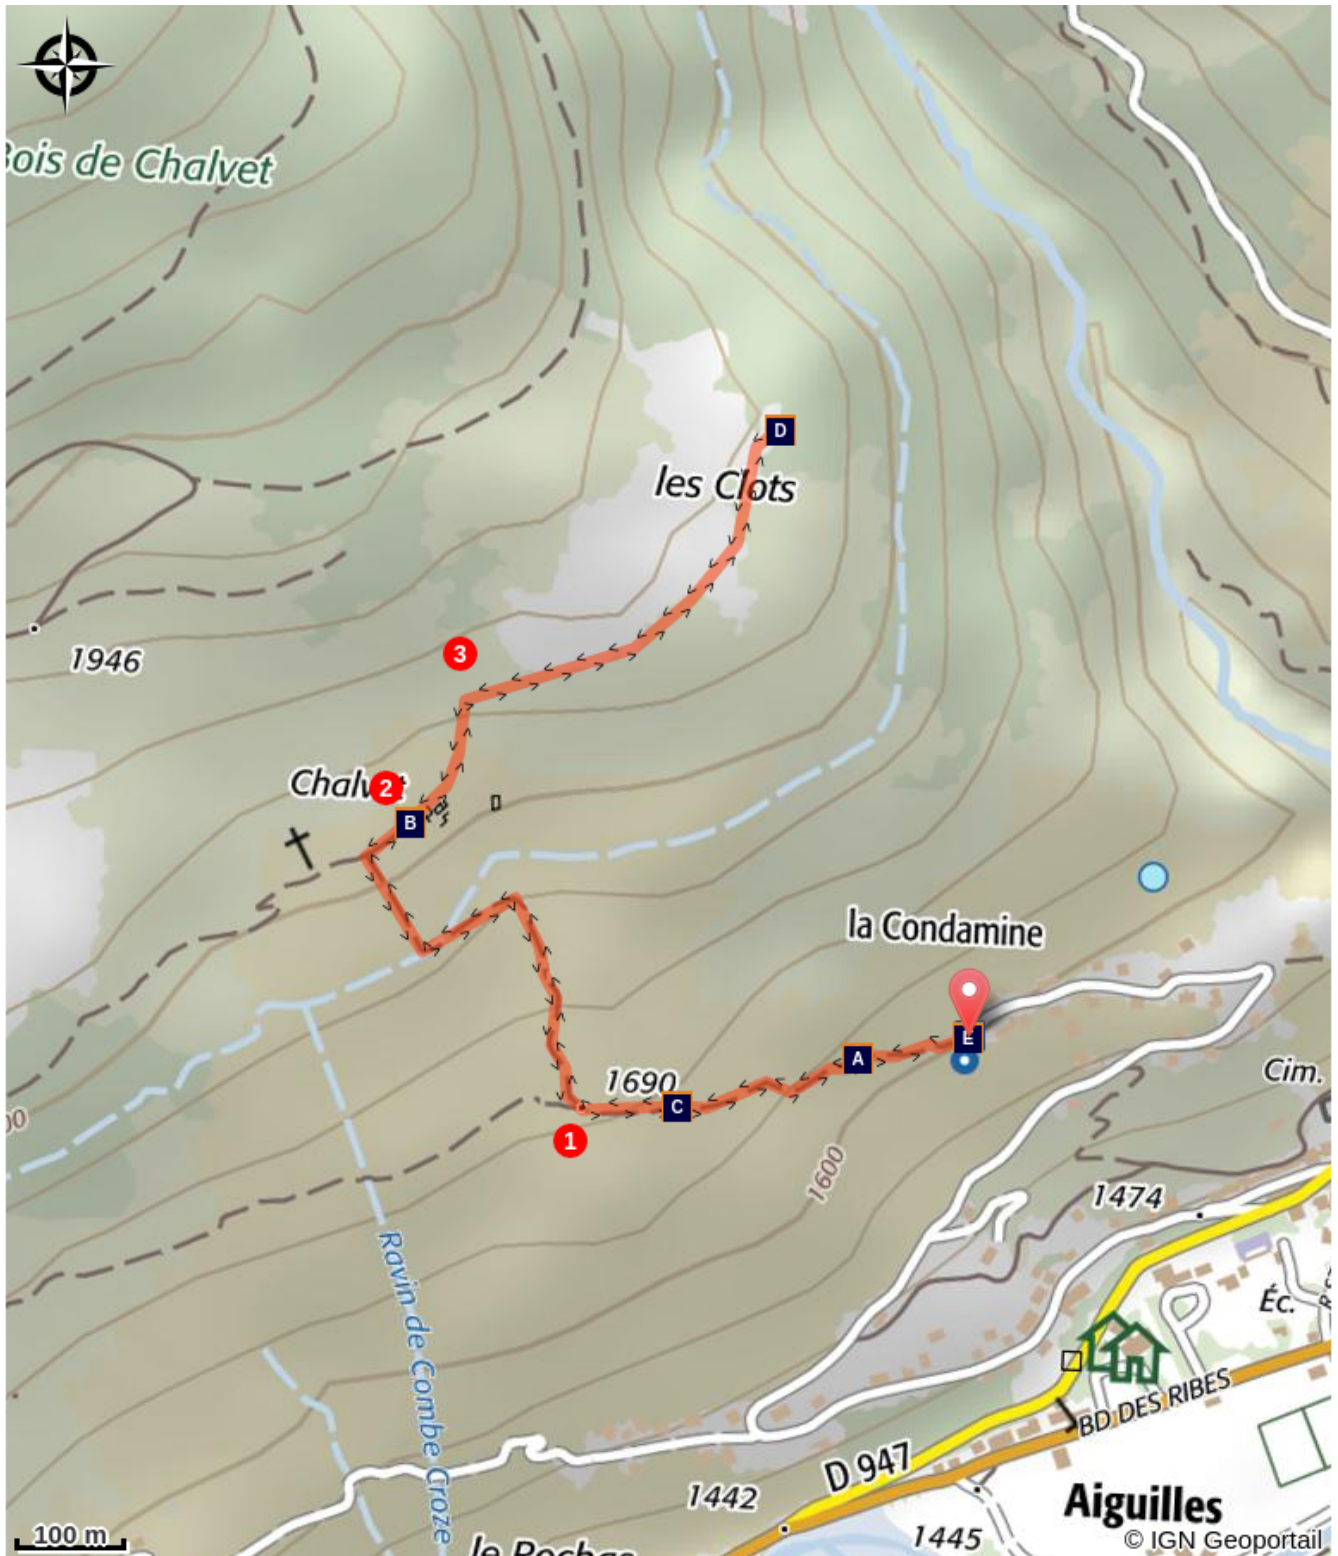 Bois de Chalvet
D
les Clots
3
1946
2
B
la Condamine
E
A
1690
C
1
Cim.
1600
1474
Éc.
Ravin de Combe Croze
BD DES RIBES
D 947
1442
Aiguilles
1445
100 m
© IGN Geoportail